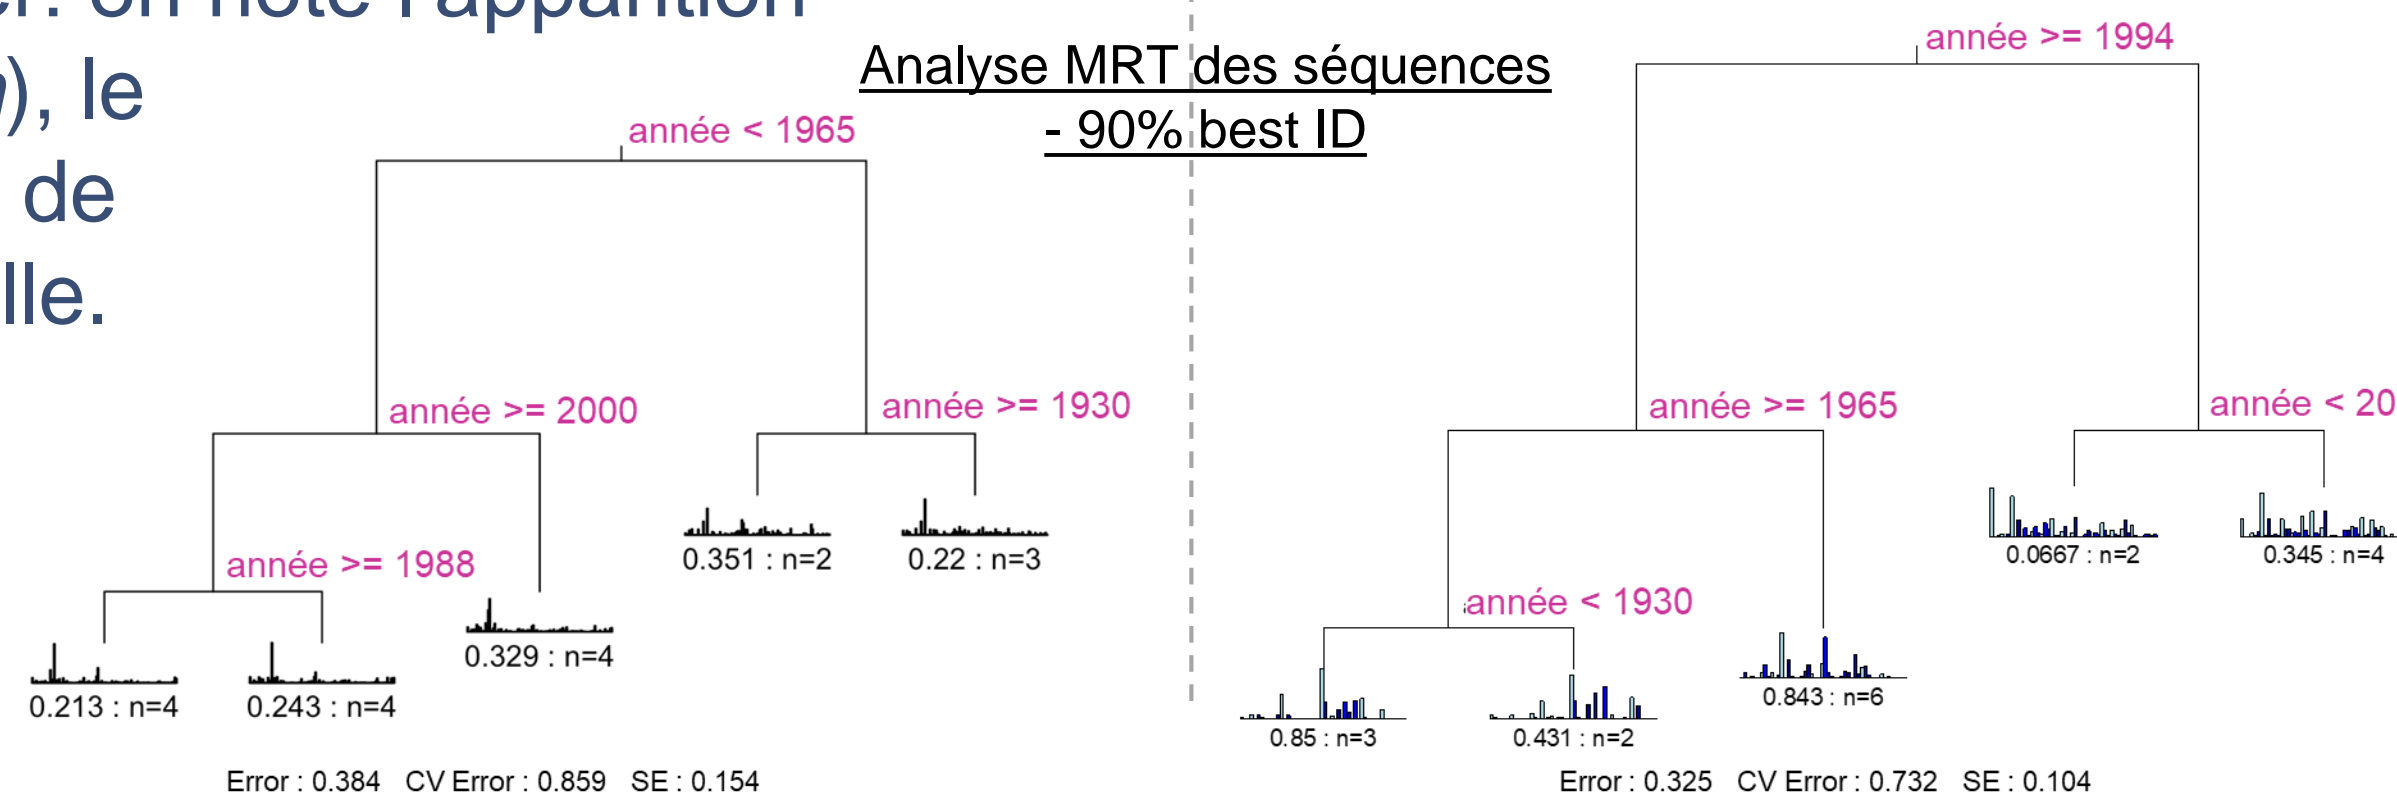 on note l'apparition
), le
de
lle.
Analyse MRT des séquences
- 90% best ID
année < 1965
année >= 2000
année >= 1930
année >= 1988
0.351 : n=2
0.22 : n=3
0.329 : n=4
0.213 : n=4
0.243 : n=4
Error : 0.384 CV Error : 0.859 SE : 0.154
année >= 1994
année >= 1965
année < 20
année < 1930
0.0667 : n=2
0.345 : n=4
0.843 : n=6
0.85 : n=3
0.431 : n=2
Error : 0.325 CV Error : 0.732 SE : 0.104